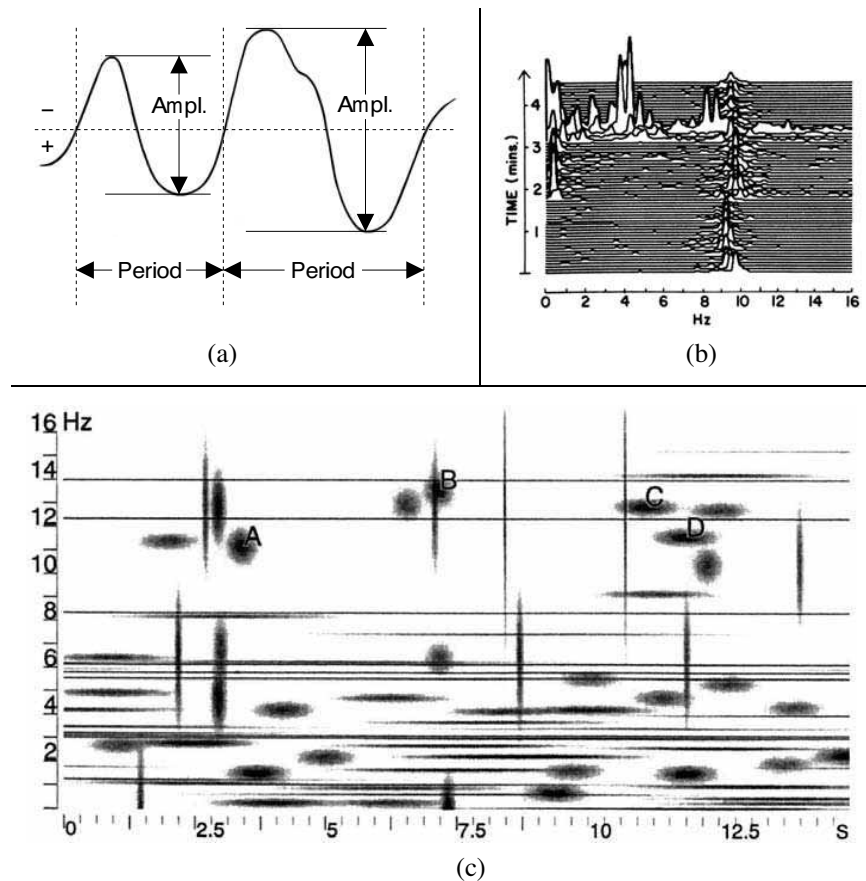 Ampl.
Ampl.
–
+
Period
Period
(a)
TIME (mins.)
4
3
2
1
0 2 4 6 8 10 12 14 16
Hz
(b)
16 Hz
14
12
10
8
6
4
2
A
B
C
D
0 2.5 5 7.5 10 12.5 S
(c)